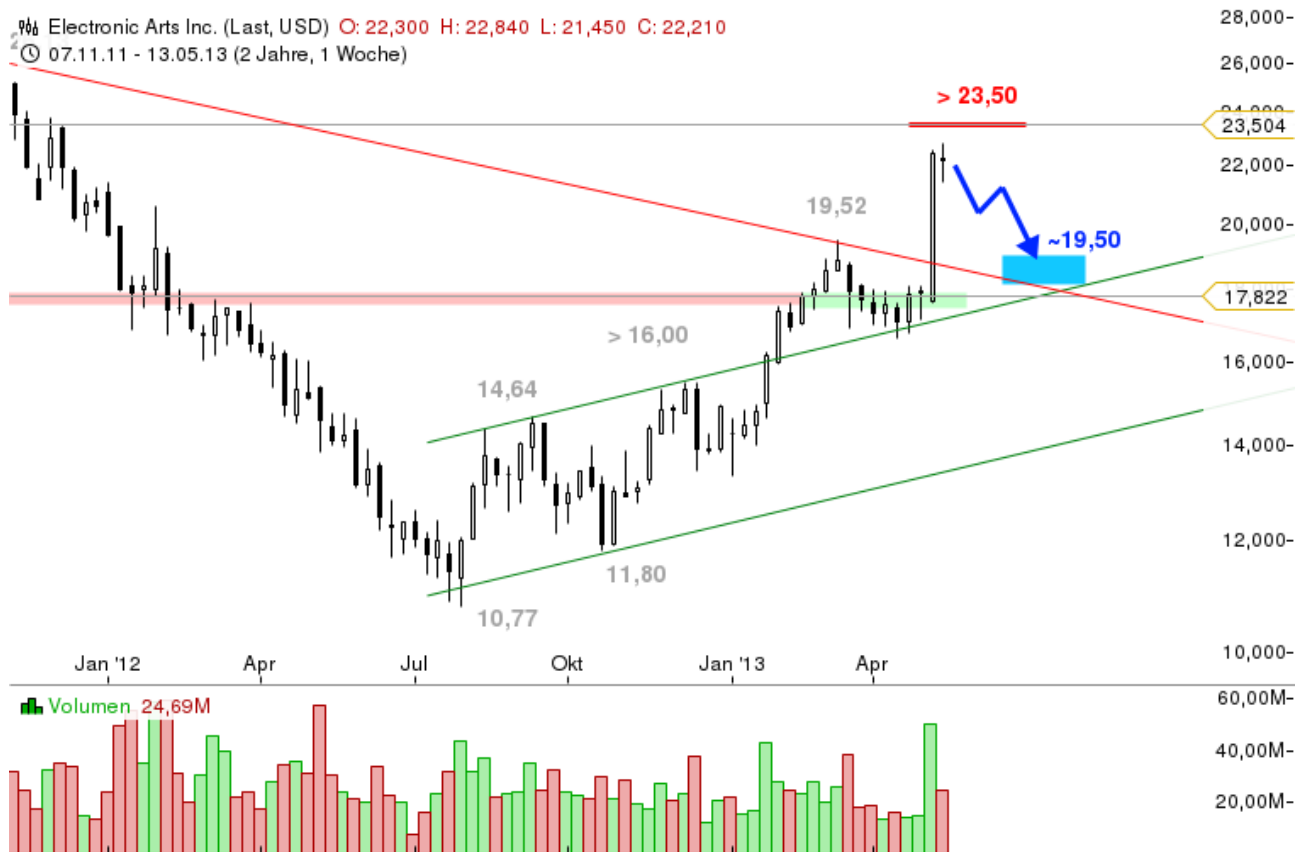 Electronic Arts Inc. (Last, USD) O: 22,300 H: 22,840 L: 21,450 C: 22,210
07.11.11 - 13.05.13 (2 Jahre, 1 Woche)
28,000-
26,000-
> 23,50
23,504
22,000-
19,52
20,000-
~19,50
17,822
> 16,00
16,000-
14,64
14,000-
12,000-
11,80
10,77
10,000-
Jan '12 Apr Jul Okt Jan '13 Apr
Volumen 24,69M
60,00M-
40,00M-
20,00M-